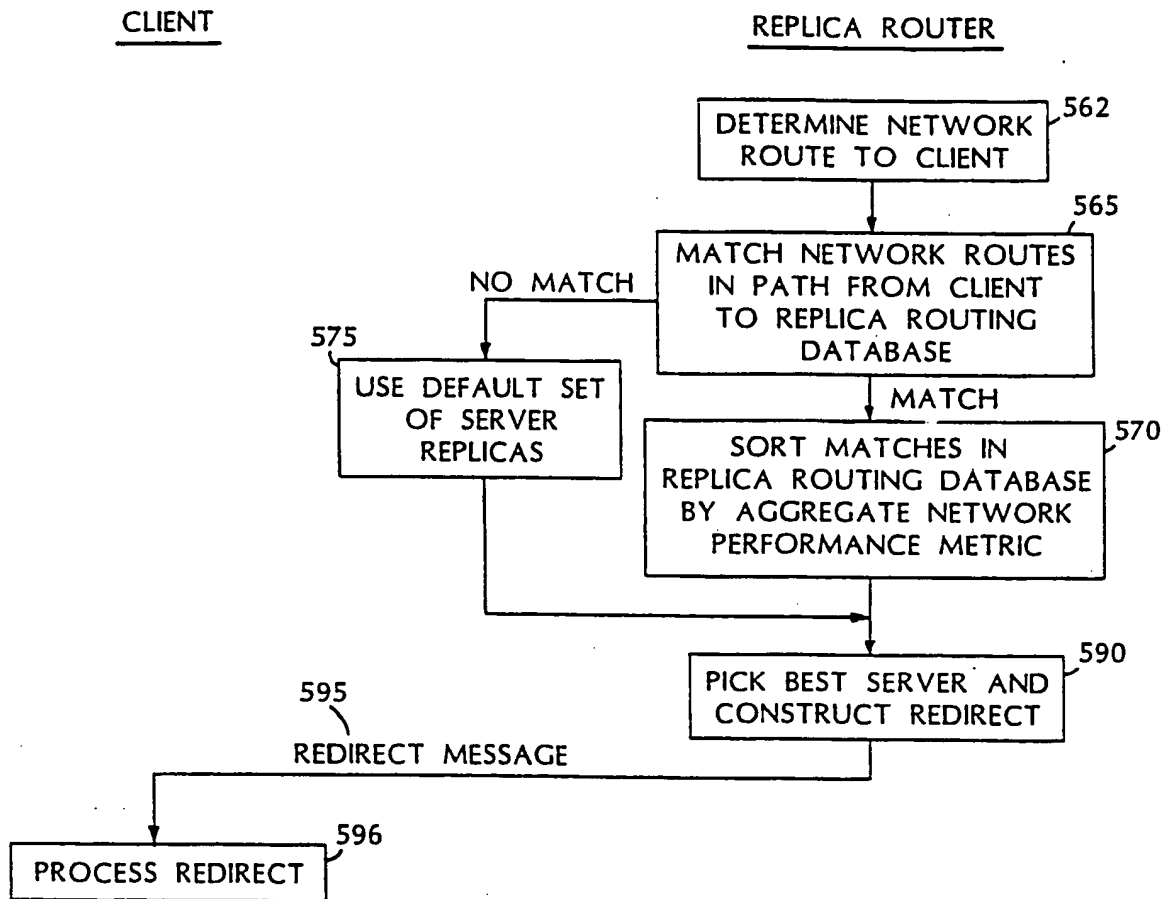 CLIENT
REPLICA ROUTER
562
DETERMINE NETWORK
ROUTE TO CLIENT
565
MATCH NETWORK ROUTES
IN PATH FROM CLIENT
TO REPLICA ROUTING
DATABASE
NO MATCH
575
USE DEFAULT SET
OF SERVER
REPLICAS
MATCH
570
SORT MATCHES IN
REPLICA ROUTING DATABASE
BY AGGREGATE NETWORK
PERFORMANCE METRIC
590
PICK BEST SERVER AND
CONSTRUCT REDIRECT
595
REDIRECT MESSAGE
596
PROCESS REDIRECT